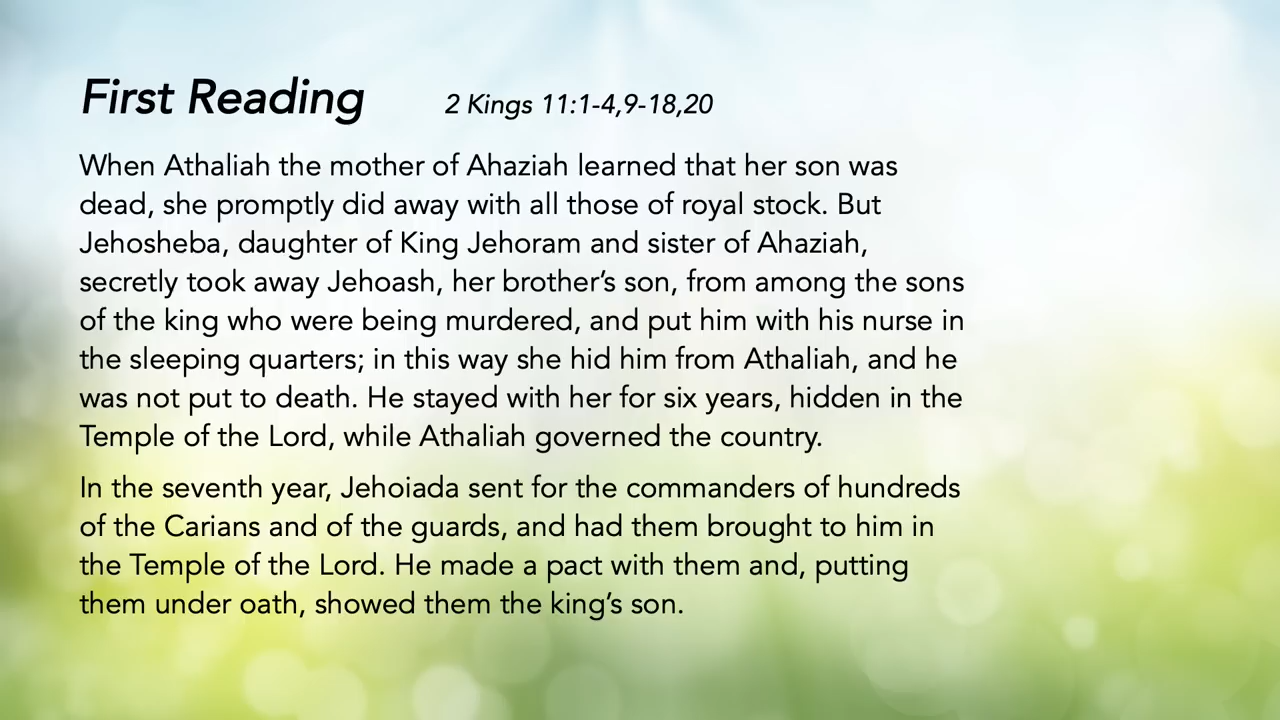 First Reading 2 Kings 11:1-4,9-18,20
When Athaliah the mother of Ahaziah learned that her son was
dead, she promptly did away with all those of royal stock. But
Jehosheba, daughter of King Jehoram and sister of Ahaziah,
secretly took away Jehoash, her brother’s son, from among the sons
of the king who were being murdered, and put him with his nurse in
the sleeping quarters; in this way she hid him from Athaliah, and he
was not put to death. He stayed with her for six years, hidden in the
Temple of the Lord, while Athaliah governed the country.
In the seventh year, Jehoiada sent for the commanders of hundreds
of the Carians and of the guards, and had them brought to him in
the Temple of the Lord. He made a pact with them and, putting
them under oath, showed them the king’s son.